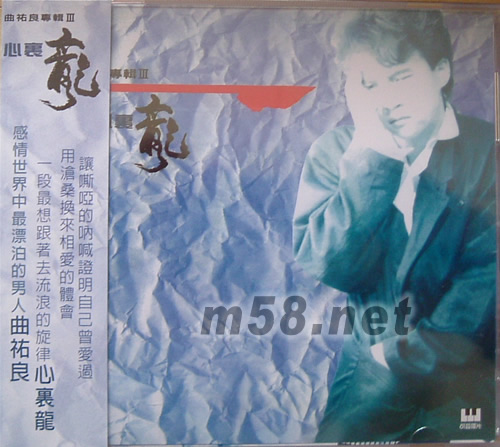 曲祐良專輯III
心裏
龍
讓嘶啞的吶喊證明自己曾愛過
用滄桑換來相愛的體會
一段最想跟著去流浪的旋律心裏龍
感情世界中最漂泊的男人曲祐良
專輯III
裏
龍
m58.net